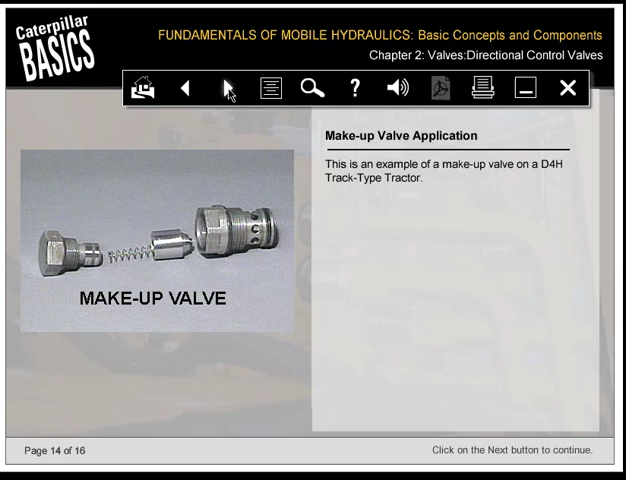 Caterpillar
BASICS
FUNDAMENTALS OF MOBILE HYDRAULICS: Basic Concepts and Components
Chapter 2: Valves:Directional Control Valves
?
Make-up Valve Application
This is an example of a make-up valve on a D4H
Track-Type Tractor.
MAKE-UP VALVE
Page 14 of 16
Click on the Next button to continue.